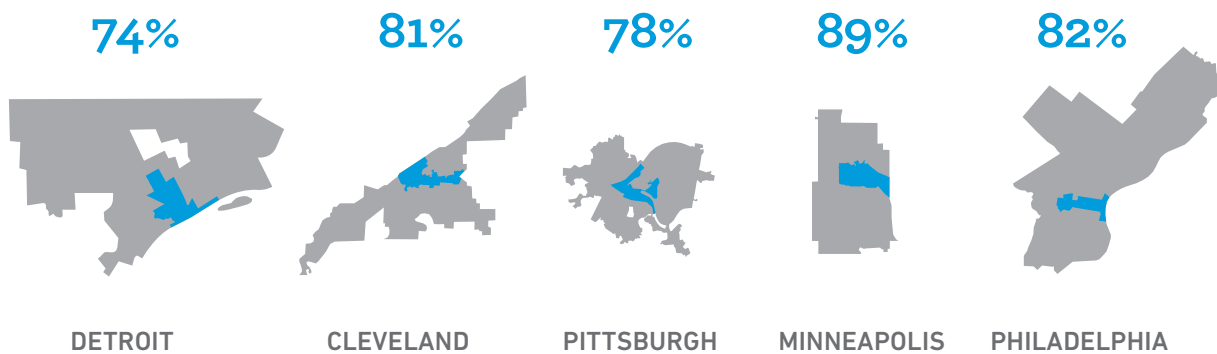 74% 81% 78% 89% 82%
DETROIT CLEVELAND PITTSBURGH MINNEAPOLIS PHILADELPHIA